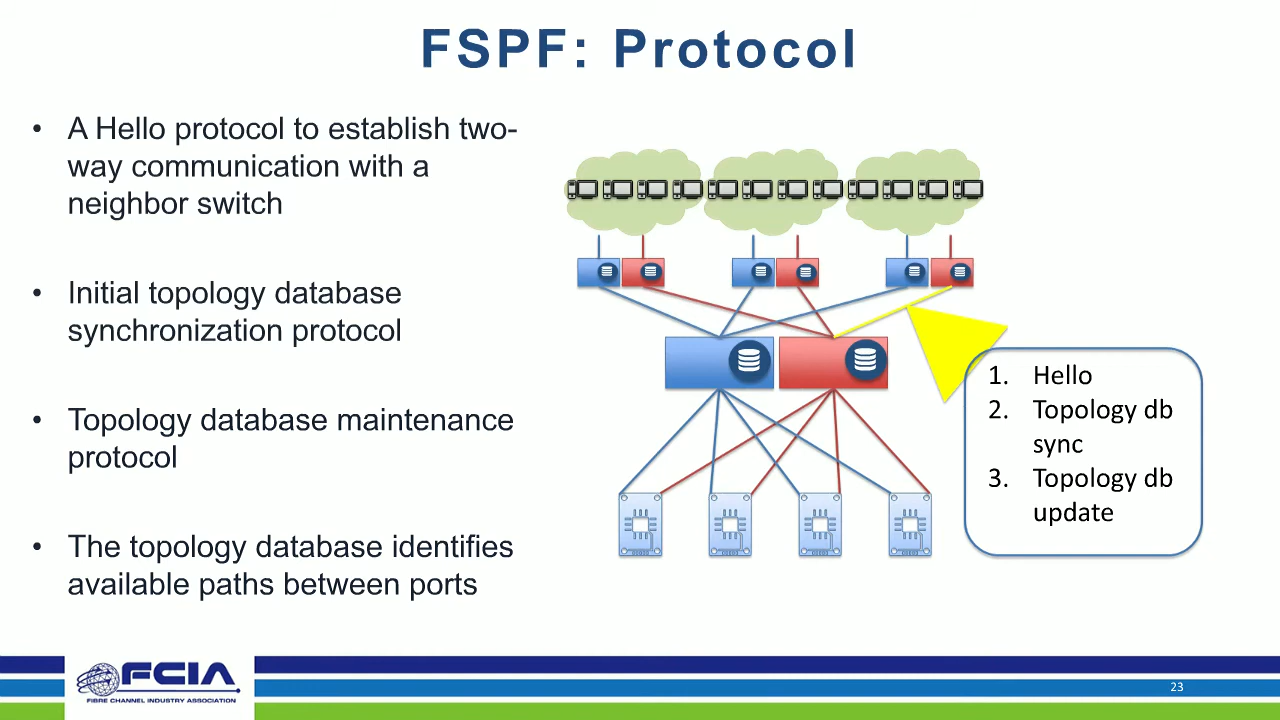 FSPF: Protocol
• A Hello protocol to establish two-
way communication with a
neighbor switch
• Initial topology database
synchronization protocol
• Topology database maintenance
protocol
• The topology database identifies
available paths between ports
1. Hello
2. Topology db
sync
3. Topology db
update
FCIA
FIBRE CHANNEL INDUSTRY ASSOCIATION
23